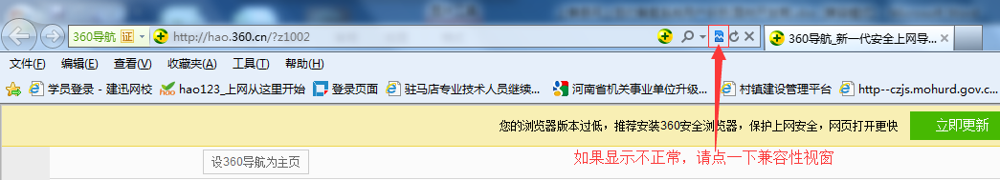 360导航 证 http://hao.360.cn/?z1002 360导航_新一代安全上网导...
文件(F) 编辑(E) 查看(V) 收藏夹(A) 工具(T) 帮助(H)
学员登录 - 建迅网校 hao123_上网从这里开始 登录页面 驻马店专业技术人员继续... 河南省机关事业单位升级... 村镇建设管理平台 http--czjs.mohurd.gov.c...
您的浏览器版本过低，推荐安装360安全浏览器，保护上网安全，网页打开更快 立即更新
设360导航为主页 如果显示不正常，请点一下兼容性视窗